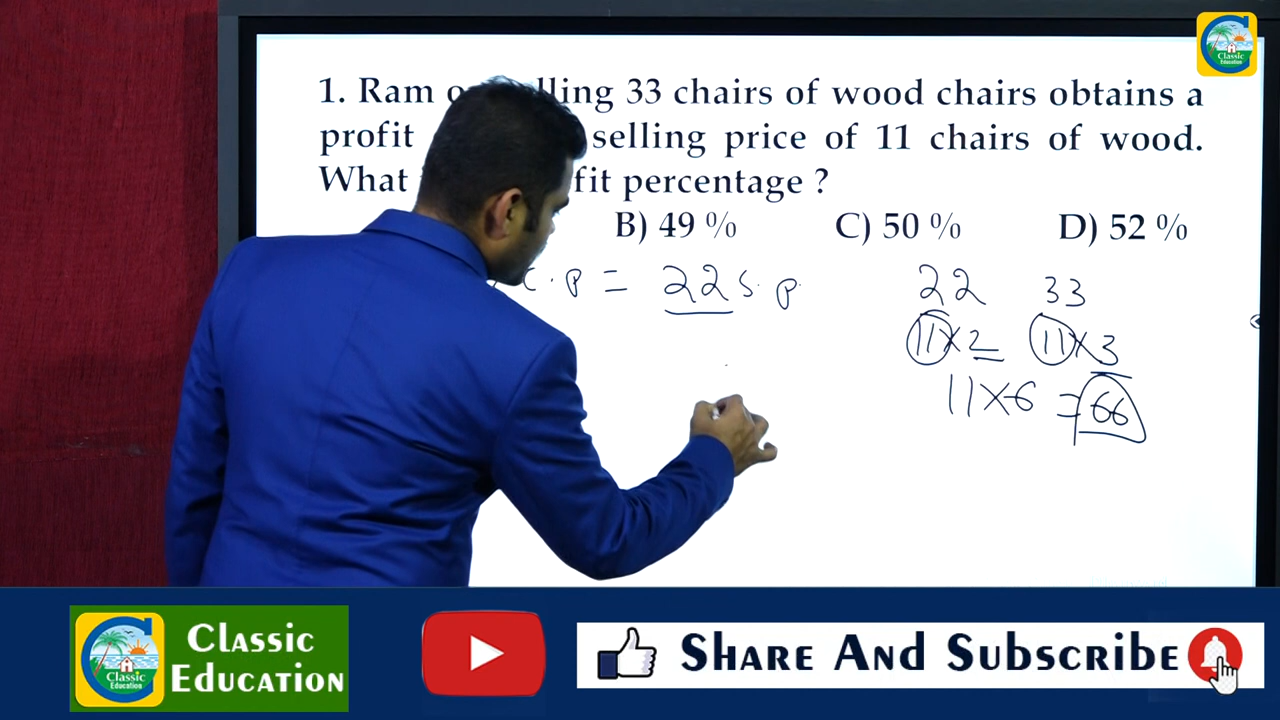 1. Ram lling 33 chairs of wood chairs obtains a
profit selling price of 11 chairs of wood.
What fit percentage ?
B) 49 % C) 50 % D) 52 %
C.P = 22 S.P.
22 33
11×2 11×3
11×6 = 66
Classic
Education
Classic
Education
Classic
Education
Share And Subscribe